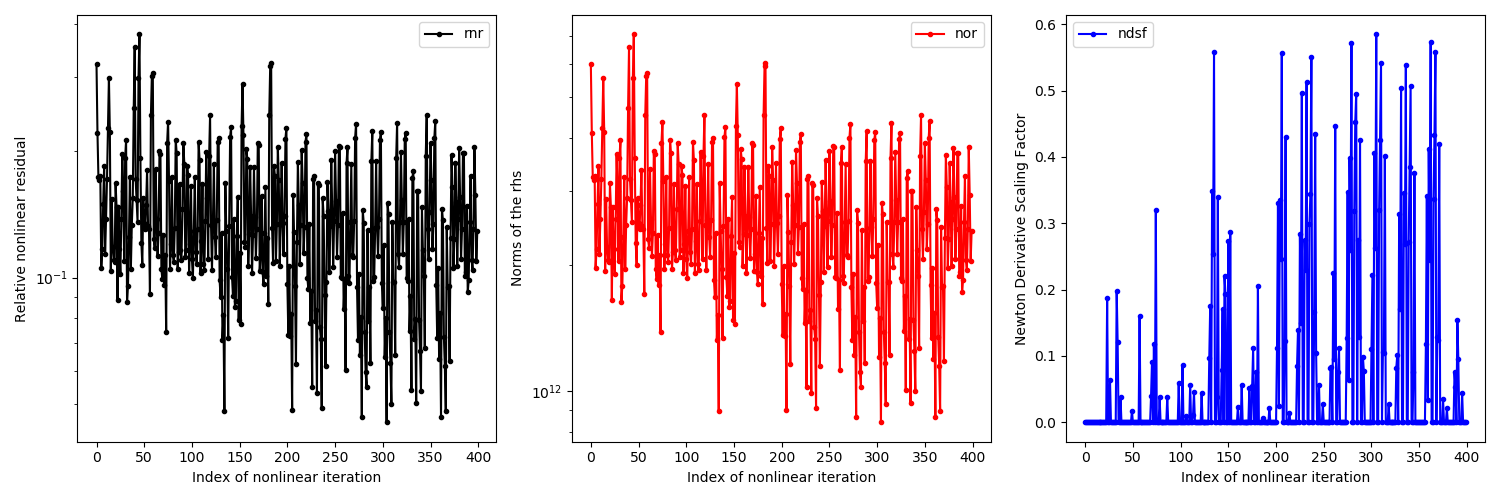 rnr
Relative nonlinear residual
10⁻¹
0 50 100 150 200 250 300 350 400
Index of nonlinear iteration
nor
Norms of the rhs
10¹²
0 50 100 150 200 250 300 350 400
Index of nonlinear iteration
ndsf
Newton Derivative Scaling Factor
0.6
0.5
0.4
0.3
0.2
0.1
0.0
0 50 100 150 200 250 300 350 400
Index of nonlinear iteration